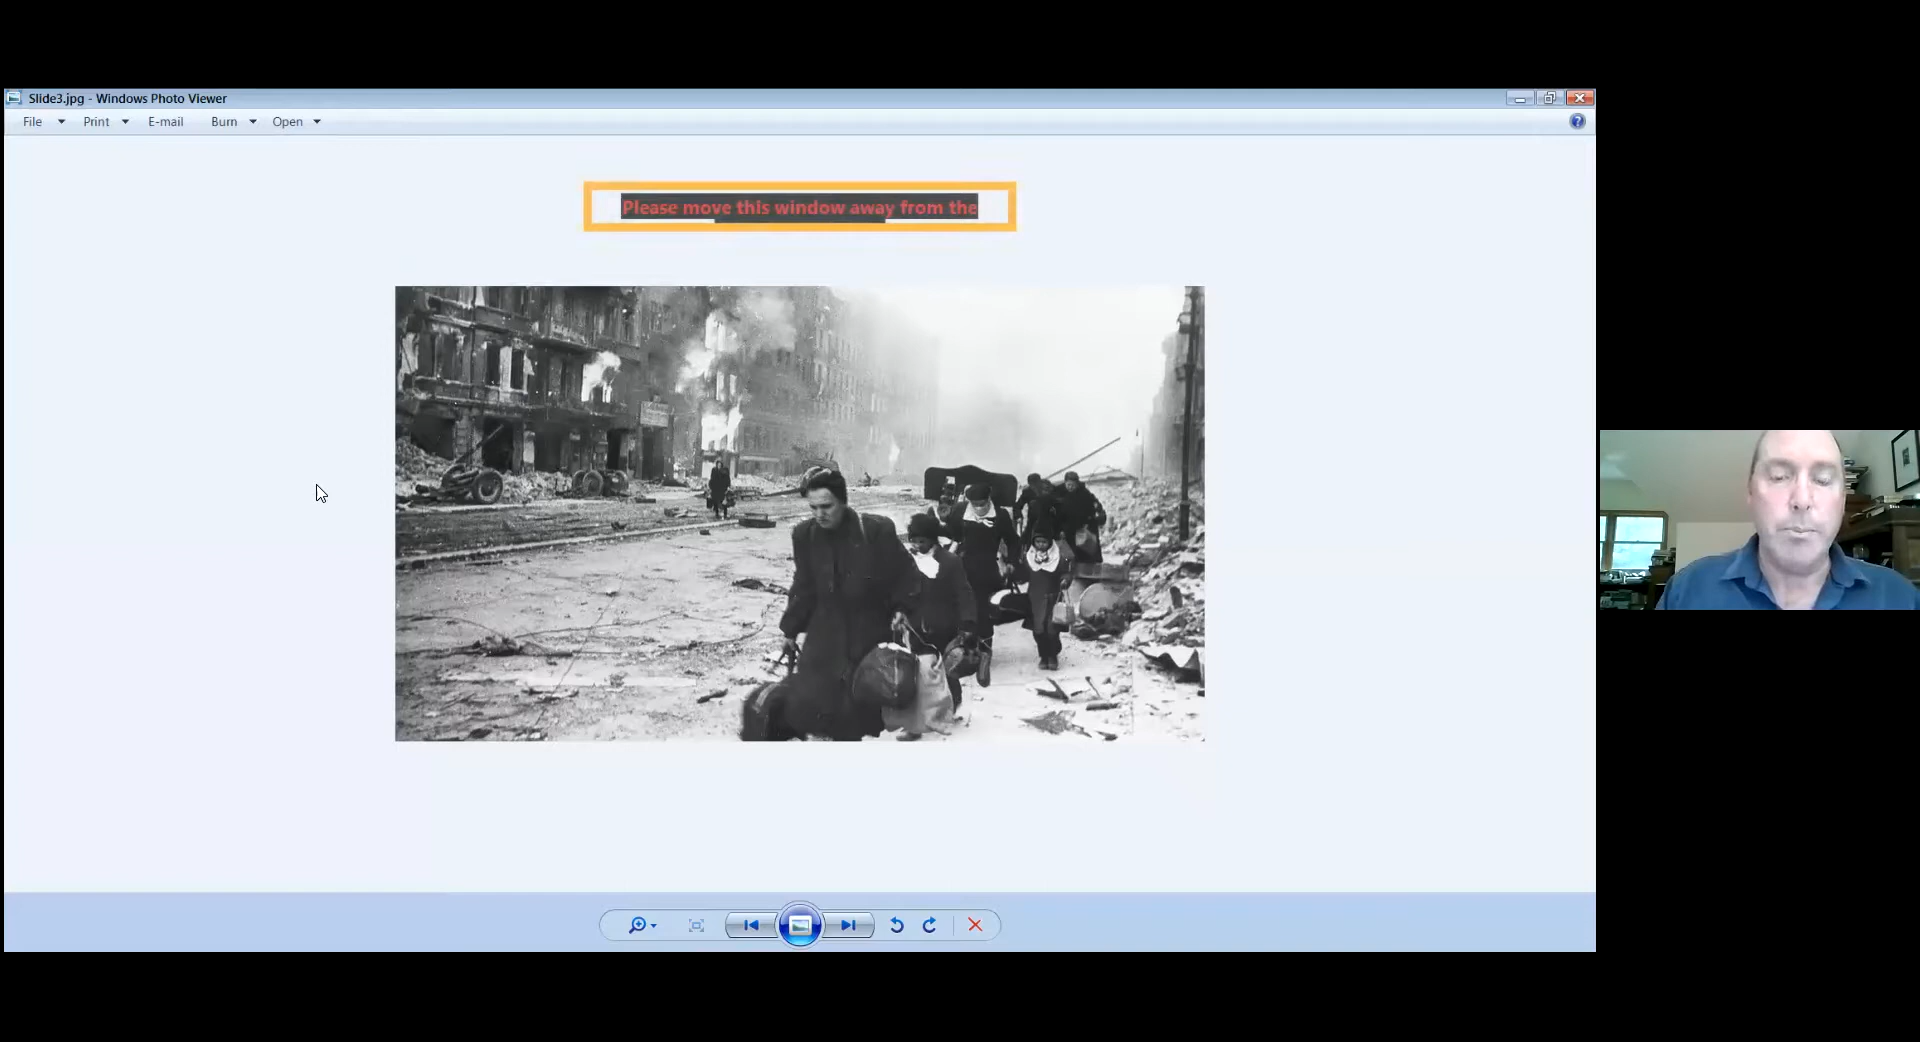 Slide3.jpg - Windows Photo Viewer
File Print E-mail Burn Open
Please move this window away from the